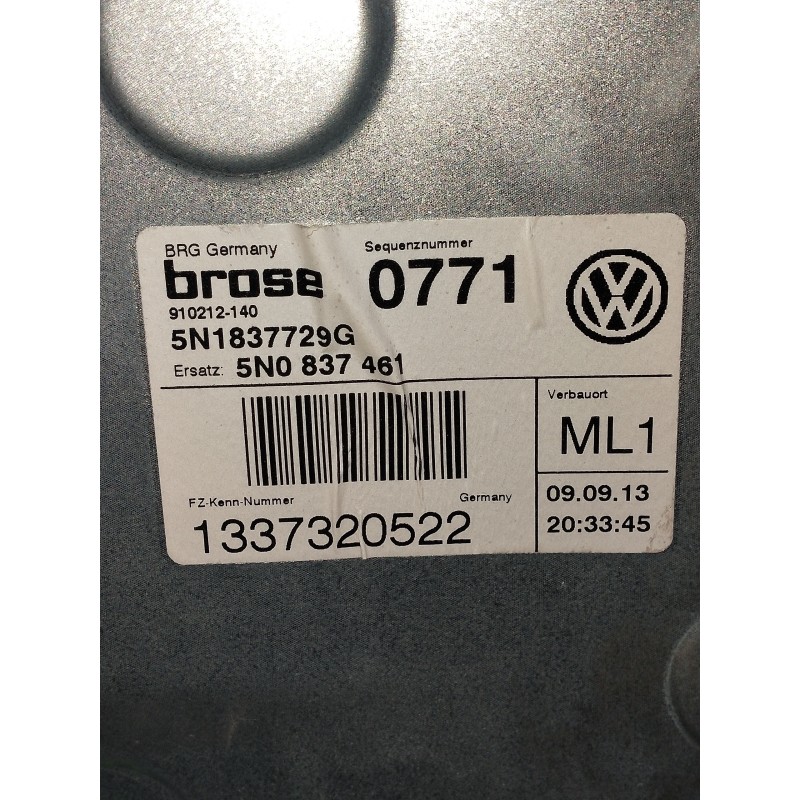 BRG Germany
Sequenznummer
brose
0771
910212-140
5N1837729G
Ersatz: 5N0 837 461
Verbauort
ML1
FZ-Kenn-Nummer
Germany
1337320522
09.09.13
20:33:45